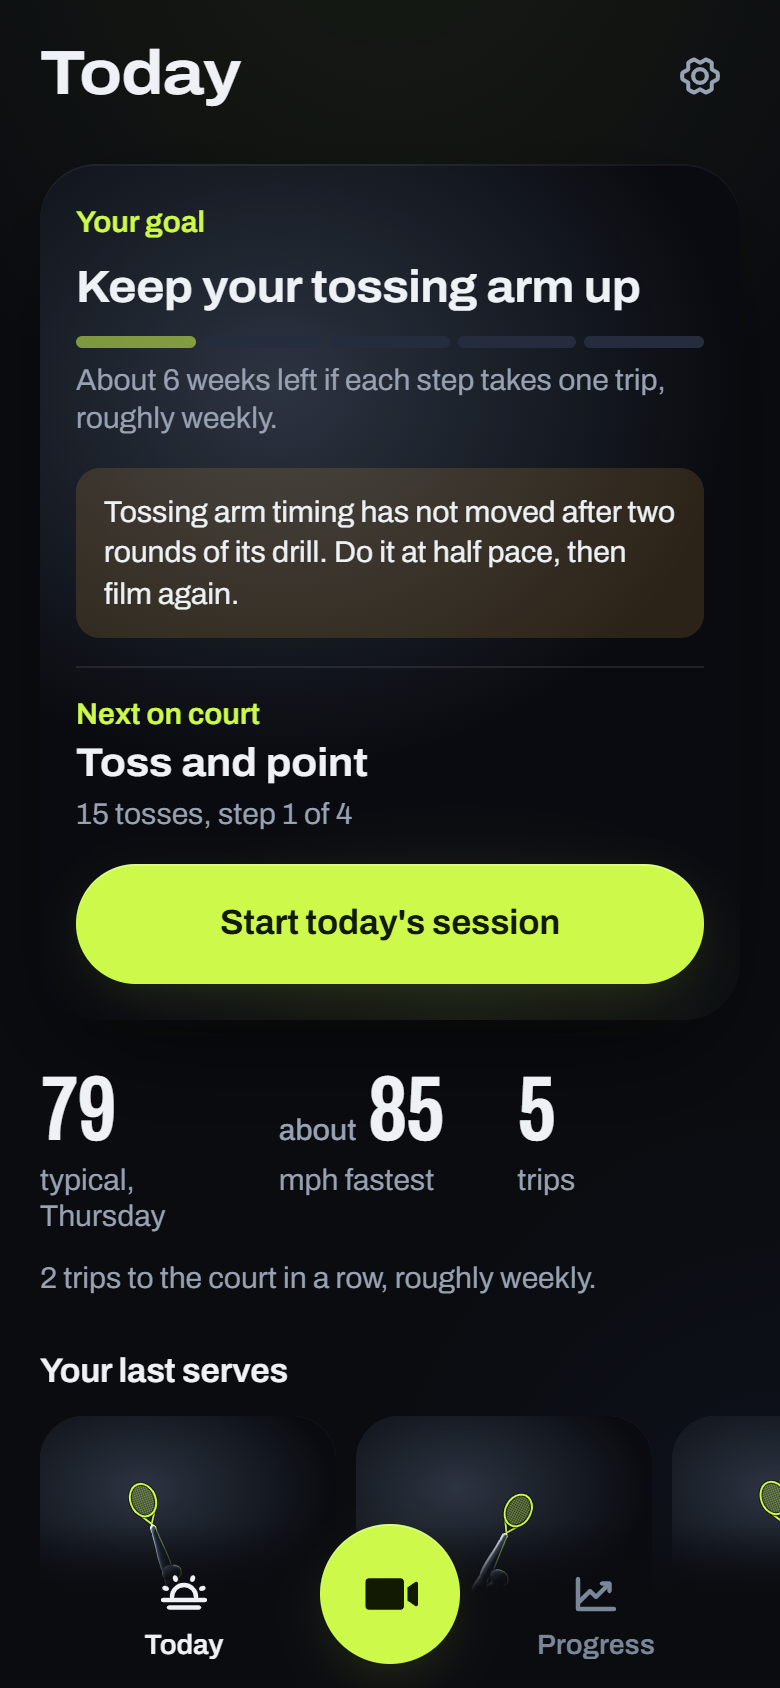 Today
Your goal
Keep your tossing arm up
About 6 weeks left if each step takes one trip,
roughly weekly.
Tossing arm timing has not moved after two
rounds of its drill. Do it at half pace, then
film again.
Next on court
Toss and point
15 tosses, step 1 of 4
Start today's session
79
typical,
Thursday
about 85
mph fastest
5
trips
2 trips to the court in a row, roughly weekly.
Your last serves
Today
Progress